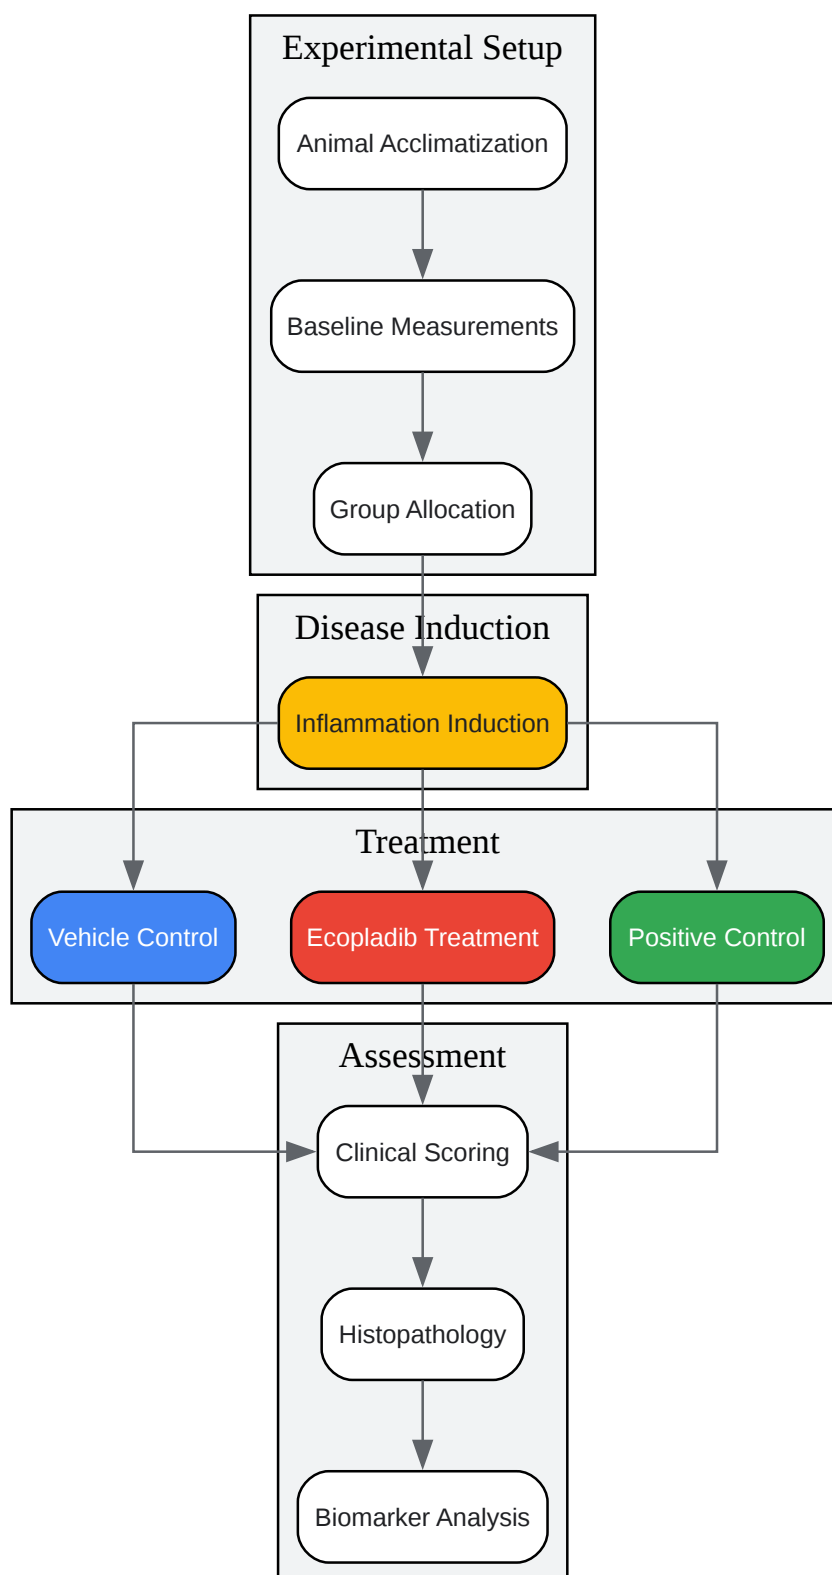 Experimental Setup
Animal Acclimatization
Baseline Measurements
Group Allocation
Disease Induction
Inflammation Induction
Treatment
Vehicle Control
Ecopladib Treatment
Positive Control
Assessment
Clinical Scoring
Histopathology
Biomarker Analysis